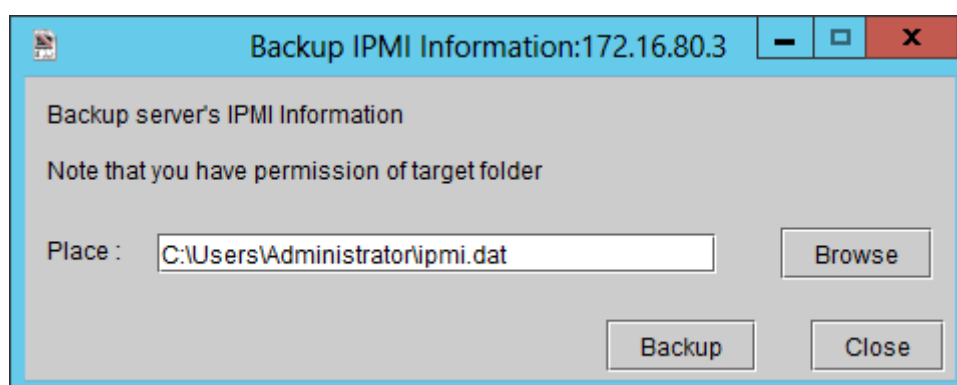 Backup IPMI Information:172.16.80.3
Backup server's IPMI Information
Note that you have permission of target folder
Place : C:\Users\Administrator\ipmi.dat Browse
Backup Close